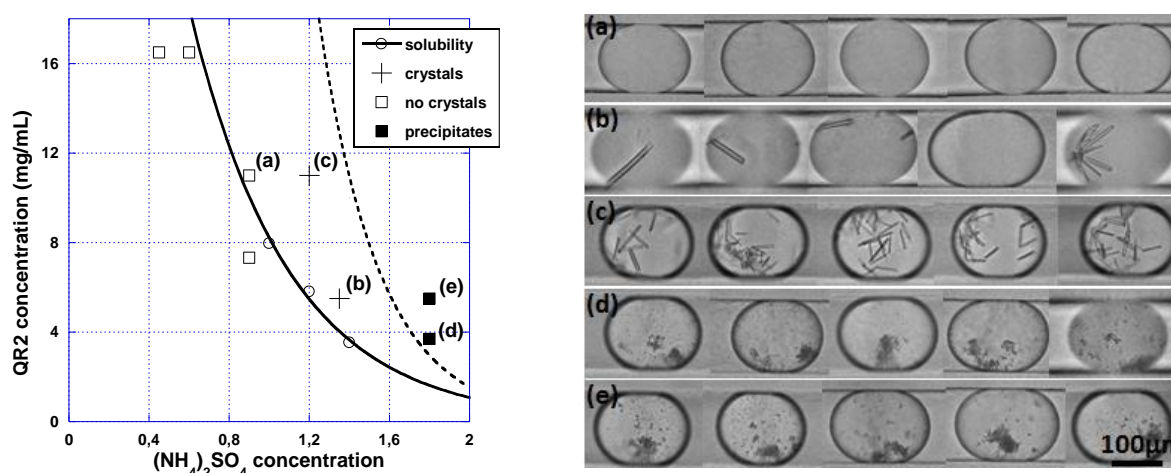 16
12
8
4
0
0
0,4
0,8
1,2
1,6
2
QR2 concentration (mg/mL)
(NH₄)₂SO₄ concentration
solubility
crystals
no crystals
precipitates
(a)
(c)
(b)
(e)
(d)
(a)
(b)
(c)
(d)
(e)
100µr